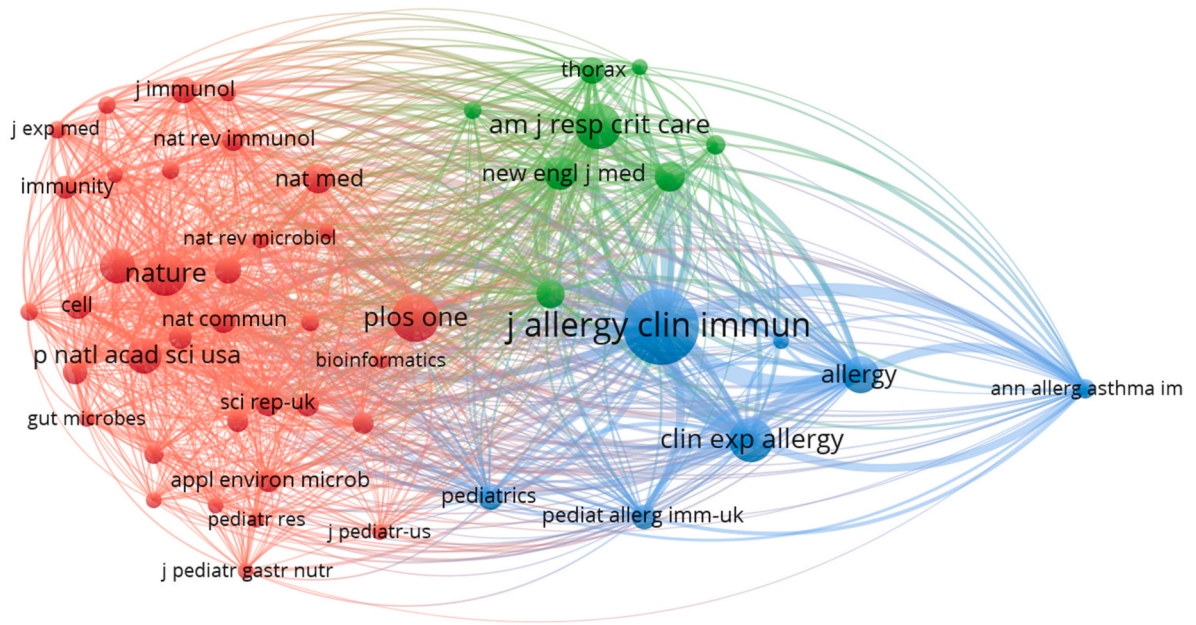 thorax
j immunol
am j resp crit care
j exp med
nat rev immunol
new engl j med
nat med
immunity
nat rev microbiol
nature
cell
nat commun
plos one
j allergy clin immun
p natl acad sci usa
bioinformatics
allergy
ann allerg asthma im
sci rep-uk
gut microbes
clin exp allergy
appl environ microb
pediatrics
pediatr res
pediat allerg imm-uk
j pediatr-us
j pediatr gastr nutr